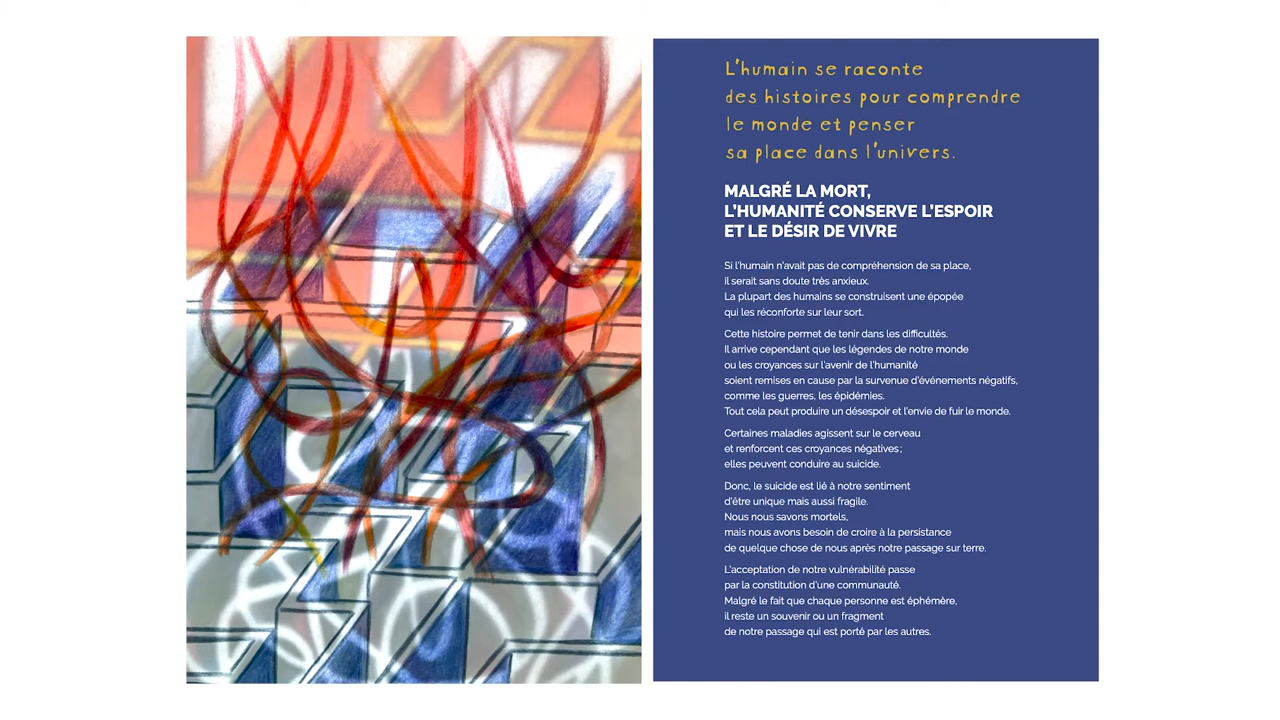 L'humain se raconte
des histoires pour comprendre
le monde et penser
sa place dans l'univers.
MALGRÉ LA MORT,
L'HUMANITÉ CONSERVE L'ESPOIR
ET LE DÉSIR DE VIVRE
Si l'humain n'avait pas de compréhension de sa place,
il serait sans doute très anxieux.
La plupart des humains se construisent une épopée
qui les réconforte sur leur sort.
Cette histoire permet de tenir dans les difficultés.
Il arrive cependant que les légendes de notre monde
ou les croyances sur l'avenir de l'humanité
soient remises en cause par la survenue d'événements négatifs,
comme les guerres, les épidémies.
Tout cela peut produire un désespoir et l'envie de fuir le monde.
Certaines maladies agissent sur le cerveau
et renforcent ces croyances négatives ;
elles peuvent conduire au suicide.
Donc, le suicide est lié à notre sentiment
d'être unique mais aussi fragile.
Nous nous savons mortels,
mais nous avons besoin de croire à la persistance
de quelque chose de nous après notre passage sur terre.
L'acceptation de notre vulnérabilité passe
par la constitution d'une communauté.
Malgré le fait que chaque personne est éphémère,
il reste un souvenir ou un fragment
de notre passage qui est porté par les autres.